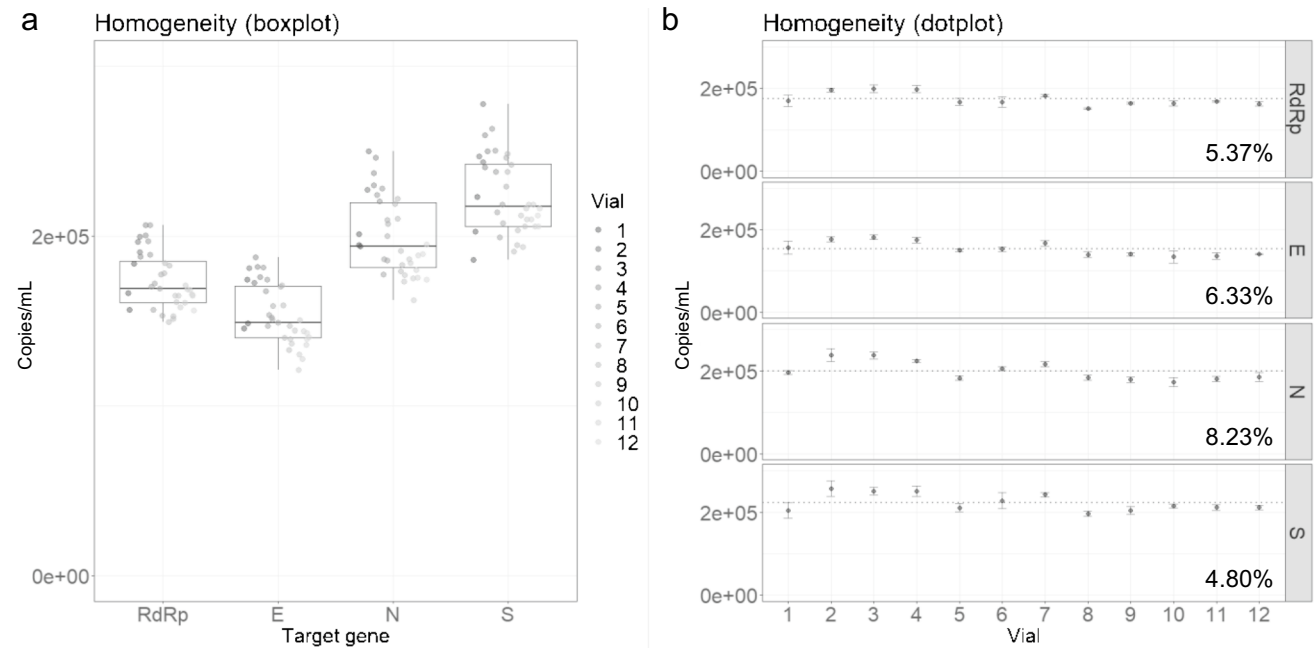 a
Homogeneity (boxplot)
Copies/mL
2e+05
0e+00
RdRp E N S
Target gene
Vial
1
2
3
4
5
6
7
8
9
10
11
12
b
Homogeneity (dotplot)
Copies/mL
2e+05
0e+00
RdRp
5.37%
2e+05
0e+00
E
6.33%
2e+05
0e+00
N
8.23%
2e+05
0e+00
S
4.80%
1 2 3 4 5 6 7 8 9 10 11 12
Vial